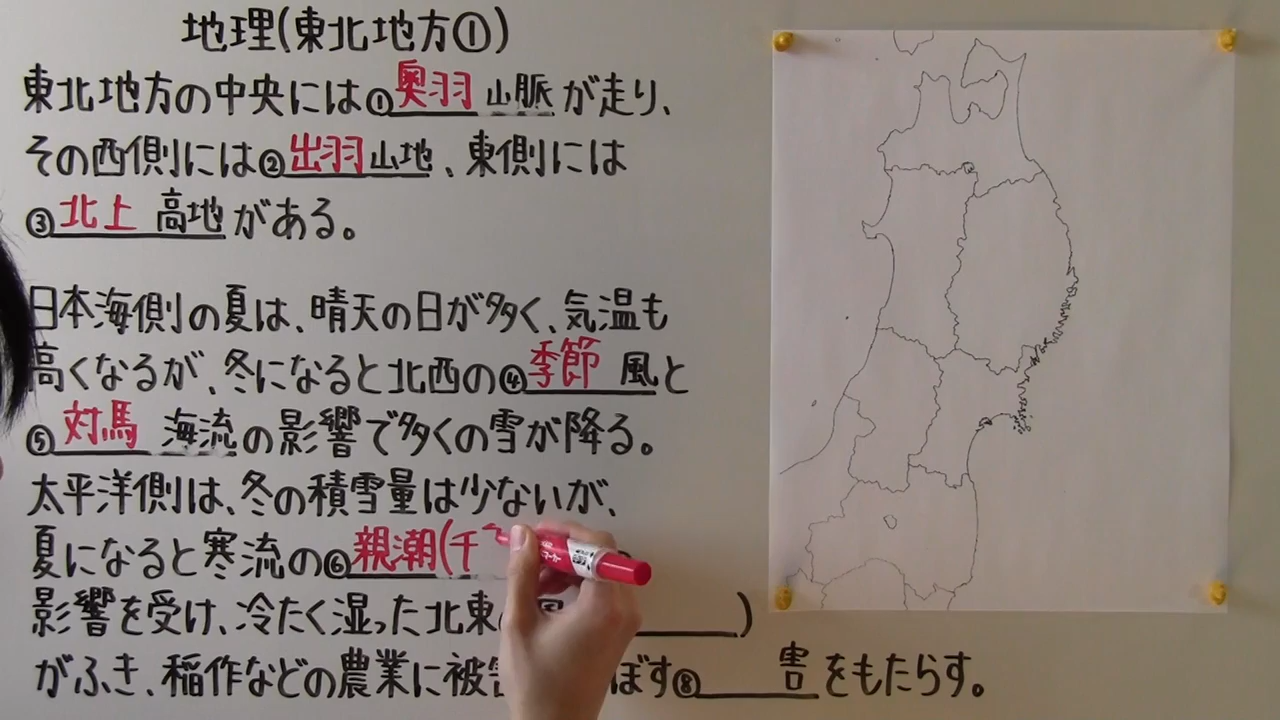 地理(東北地方①)
東北地方の中央には①奥羽山脈が走り、
その西側には②出羽山地、東側には
③北上高地がある。
日本海側の夏は、晴天の日が多く、気温も
高くなるが、冬になると北西の④季節風と
⑤対馬海流の影響で多くの雪が降る。
太平洋側は、冬の積雪量は少ないが、
夏になると寒流の⑥親潮(千
影響を受け、冷たく湿った北東 )
がふき、稲作などの農業に被害 ぼす⑧ 害をもたらす。